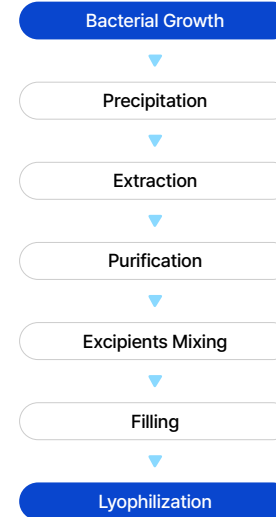 Bacterial Growth
Precipitation
Extraction
Purification
Excipients Mixing
Filling
Lyophilization